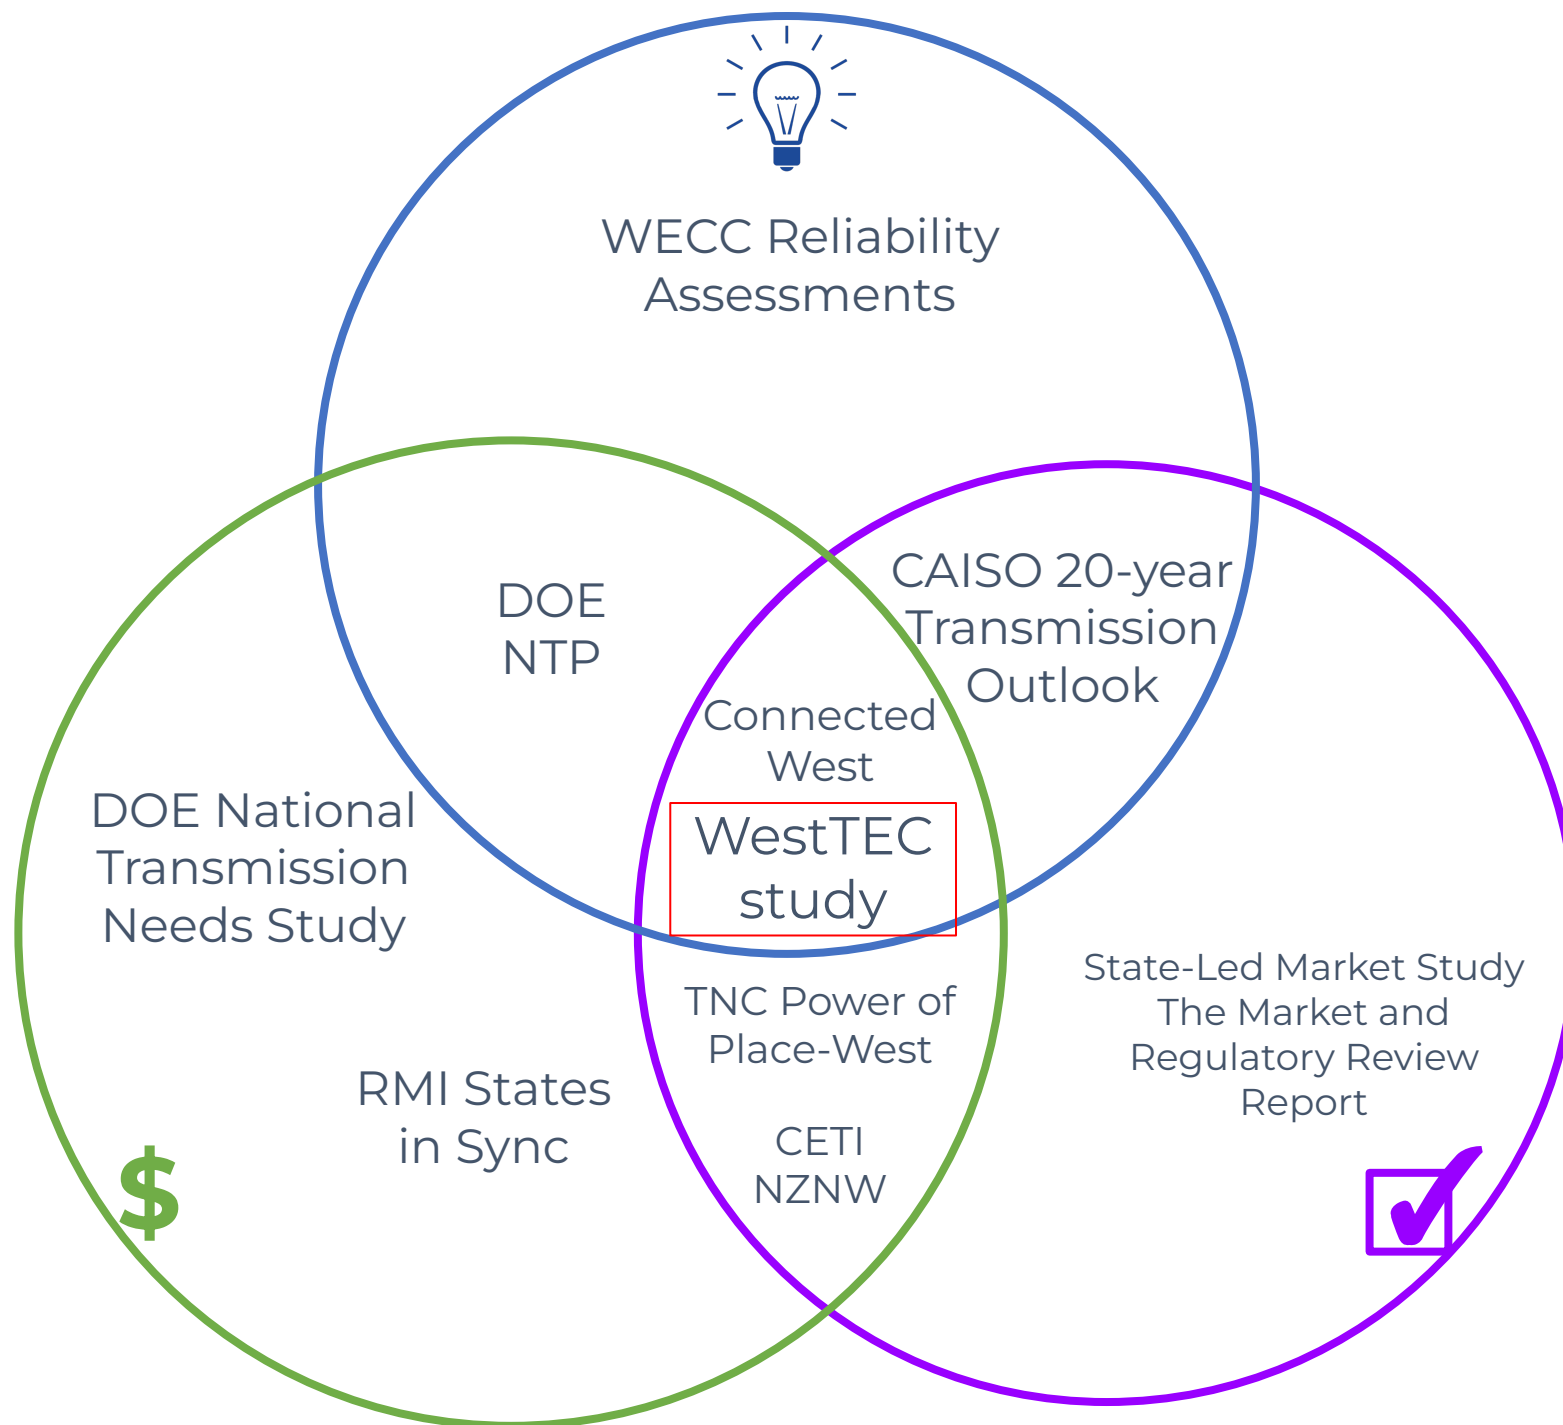 WECC Reliability
Assessments
DOE
NTP
CAISO 20-year
Transmission
Outlook
Connected
West
WestTEC
study
DOE National
Transmission
Needs Study
RMI States
in Sync
$
TNC Power of
Place-West
CETI
NZNW
State-Led Market Study
The Market and
Regulatory Review
Report